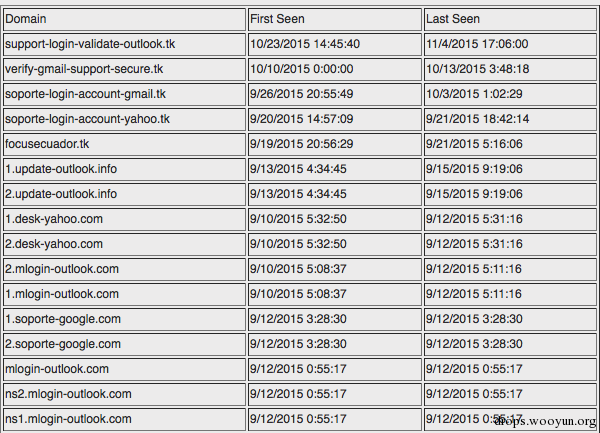 Domain First Seen Last Seen
support-login-validate-outlook.tk 10/23/2015 14:45:40 11/4/2015 17:06:00
verify-gmail-support-secure.tk 10/10/2015 0:00:00 10/13/2015 3:48:18
soporte-login-account-gmail.tk 9/26/2015 20:55:49 10/3/2015 1:02:29
soporte-login-account-yahoo.tk 9/20/2015 14:57:09 9/21/2015 18:42:14
focusecuador.tk 9/19/2015 20:56:29 9/21/2015 5:16:06
1.update-outlook.info 9/13/2015 4:34:45 9/15/2015 9:19:06
2.update-outlook.info 9/13/2015 4:34:45 9/15/2015 9:19:06
1.desk-yahoo.com 9/10/2015 5:32:50 9/12/2015 5:31:16
2.desk-yahoo.com 9/10/2015 5:32:50 9/12/2015 5:31:16
2.mlogin-outlook.com 9/10/2015 5:08:37 9/12/2015 5:11:16
1.mlogin-outlook.com 9/10/2015 5:08:37 9/12/2015 5:11:16
1.soporte-google.com 9/12/2015 3:28:30 9/12/2015 3:28:30
2.soporte-google.com 9/12/2015 3:28:30 9/12/2015 3:28:30
mlogin-outlook.com 9/12/2015 0:55:17 9/12/2015 0:55:17
ns2.mlogin-outlook.com 9/12/2015 0:55:17 9/12/2015 0:55:17
ns1.mlogin-outlook.com 9/12/2015 0:55:17 9/12/2015 0:55:17
drops.wooyun.org